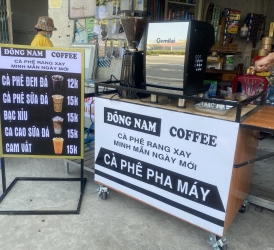 ĐÔNG NAM COFFEE
CÀ PHÊ RANG XAY
MINH MẪN NGÀY MỚI
CÀ PHÊ ĐEN ĐÁ 12k
CÀ PHÊ SỮA ĐÁ 15k
BẠC XỈU 15k
CA CAO SỮA ĐÁ 15k
CAM VẮT 15k
Gemilai
ĐÔNG NAM COFFEE
CÀ PHÊ RANG XAY
MINH MẪN NGÀY MỚI
CÀ PHÊ PHA MÁY